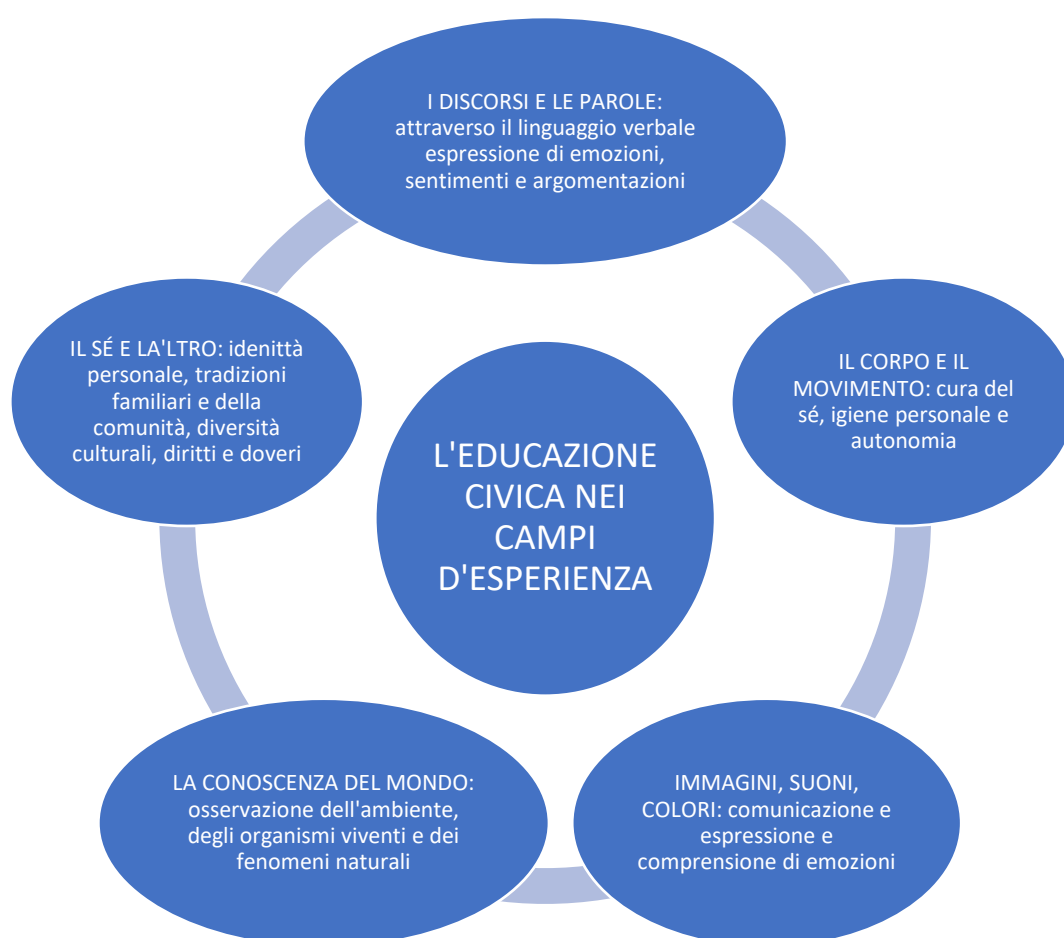 I DISCORSI E LE PAROLE:
attraverso il linguaggio verbale
espressione di emozioni,
sentimenti e argomentazioni
IL SÉ E LA'LTRO: idenittà
personale, tradizioni
familiari e della
comunità, diversità
culturali, diritti e doveri
IL CORPO E IL
MOVIMENTO: cura del
sé, igiene personale e
autonomia
L'EDUCAZIONE
CIVICA NEI
CAMPI
D'ESPERIENZA
LA CONOSCENZA DEL MONDO:
osservazione dell'ambiente,
degli organismi viventi e dei
fenomeni naturali
IMMAGINI, SUONI,
COLORI: comunicazione e
espressione e
comprensione di emozioni